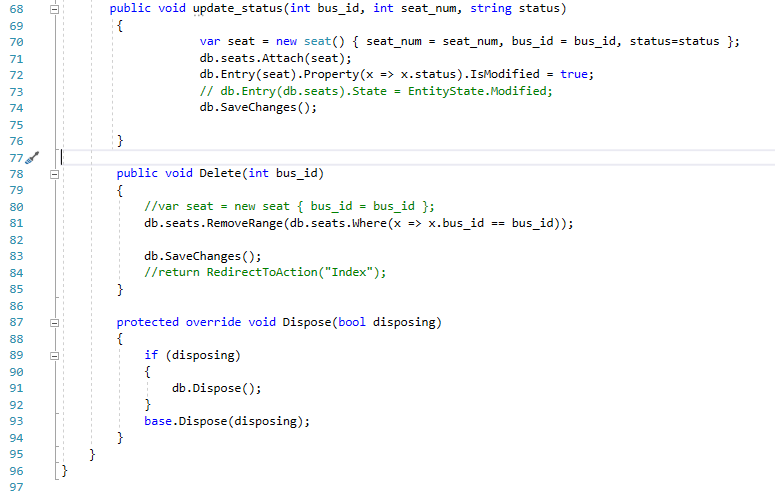 68 public void update_status(int bus_id, int seat_num, string status)
69 {
70 var seat = new seat() { seat_num = seat_num, bus_id = bus_id, status=status };
71 db.seats.Attach(seat);
72 db.Entry(seat).Property(x => x.status).IsModified = true;
73 // db.Entry(db.seats).State = EntityState.Modified;
74 db.SaveChanges();
75
76 }
77
78 public void Delete(int bus_id)
79 {
80 //var seat = new seat { bus_id = bus_id };
81 db.seats.RemoveRange(db.seats.Where(x => x.bus_id == bus_id));
82
83 db.SaveChanges();
84 //return RedirectToAction("Index");
85 }
86
87 protected override void Dispose(bool disposing)
88 {
89 if (disposing)
90 {
91 db.Dispose();
92 }
93 base.Dispose(disposing);
94 }
95 }
96 }
97